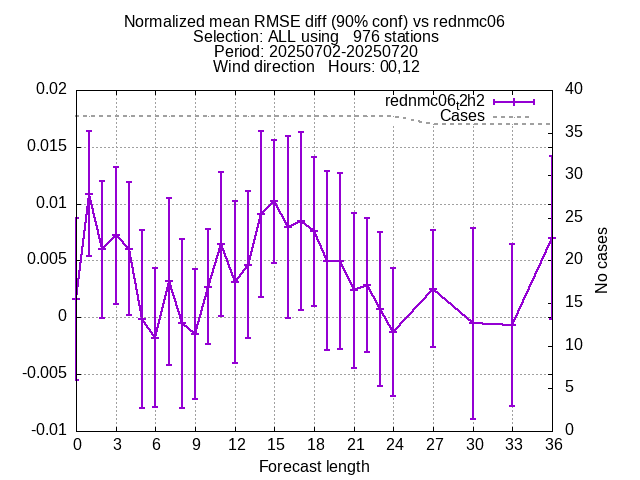 Normalized mean RMSE diff (90% conf) vs rednmc06
Selection: ALL using   976 stations
Period: 20250702-20250720
Wind direction   Hours: 00,12
0.02
0.015
0.01
0.005
0
-0.005
-0.01
40
35
30
25
20
15
10
5
0
rednmc06_t2h2
Cases
No cases
0 3 6 9 12 15 18 21 24 27 30 33 36
Forecast length